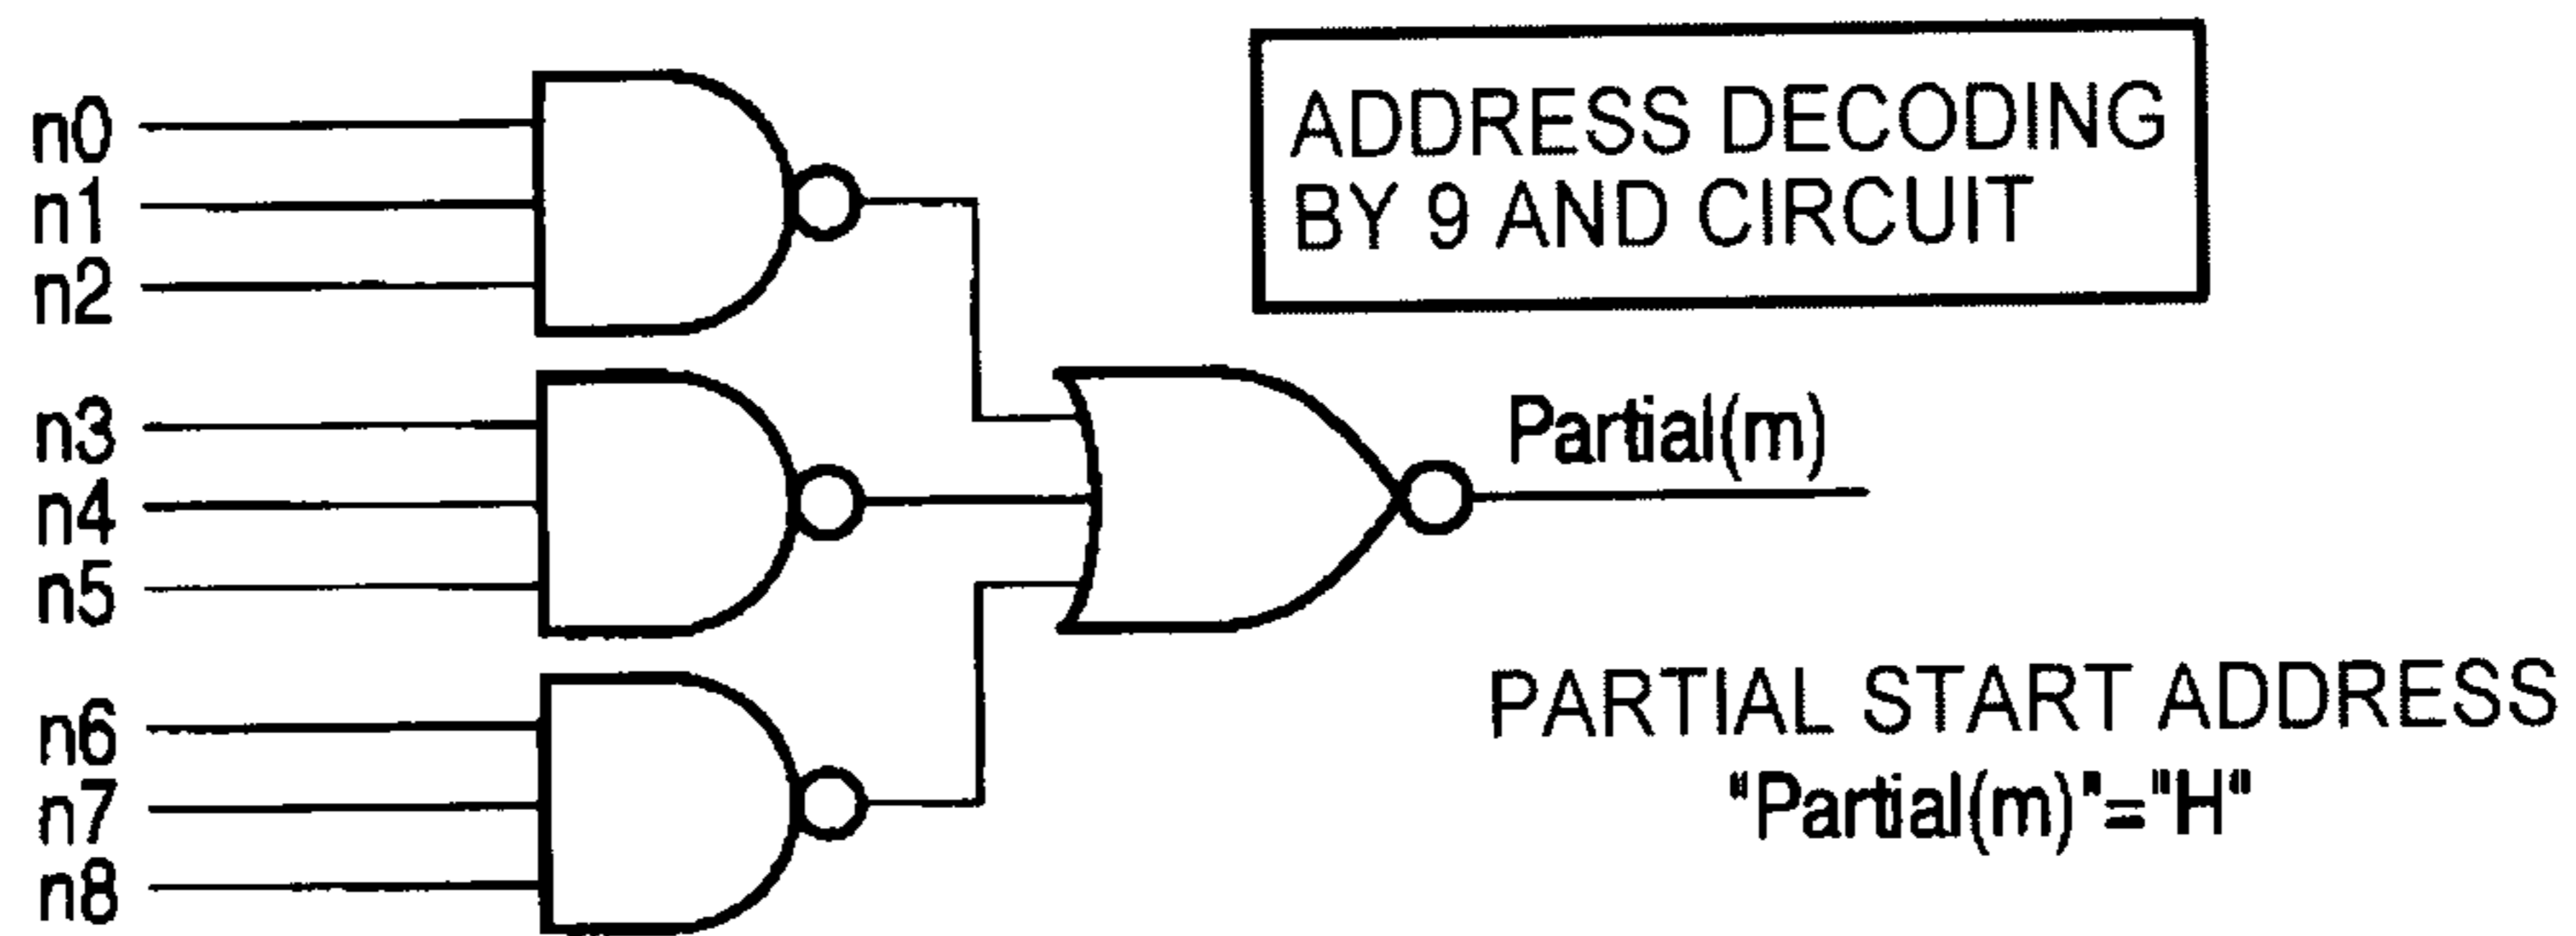 ADDRESS DECODING
BY 9 AND CIRCUIT
n0
n1
n2
n3
n4
n5
n6
n7
n8
Partial(m)
PARTIAL START ADDRESS
"Partial(m)"="H"